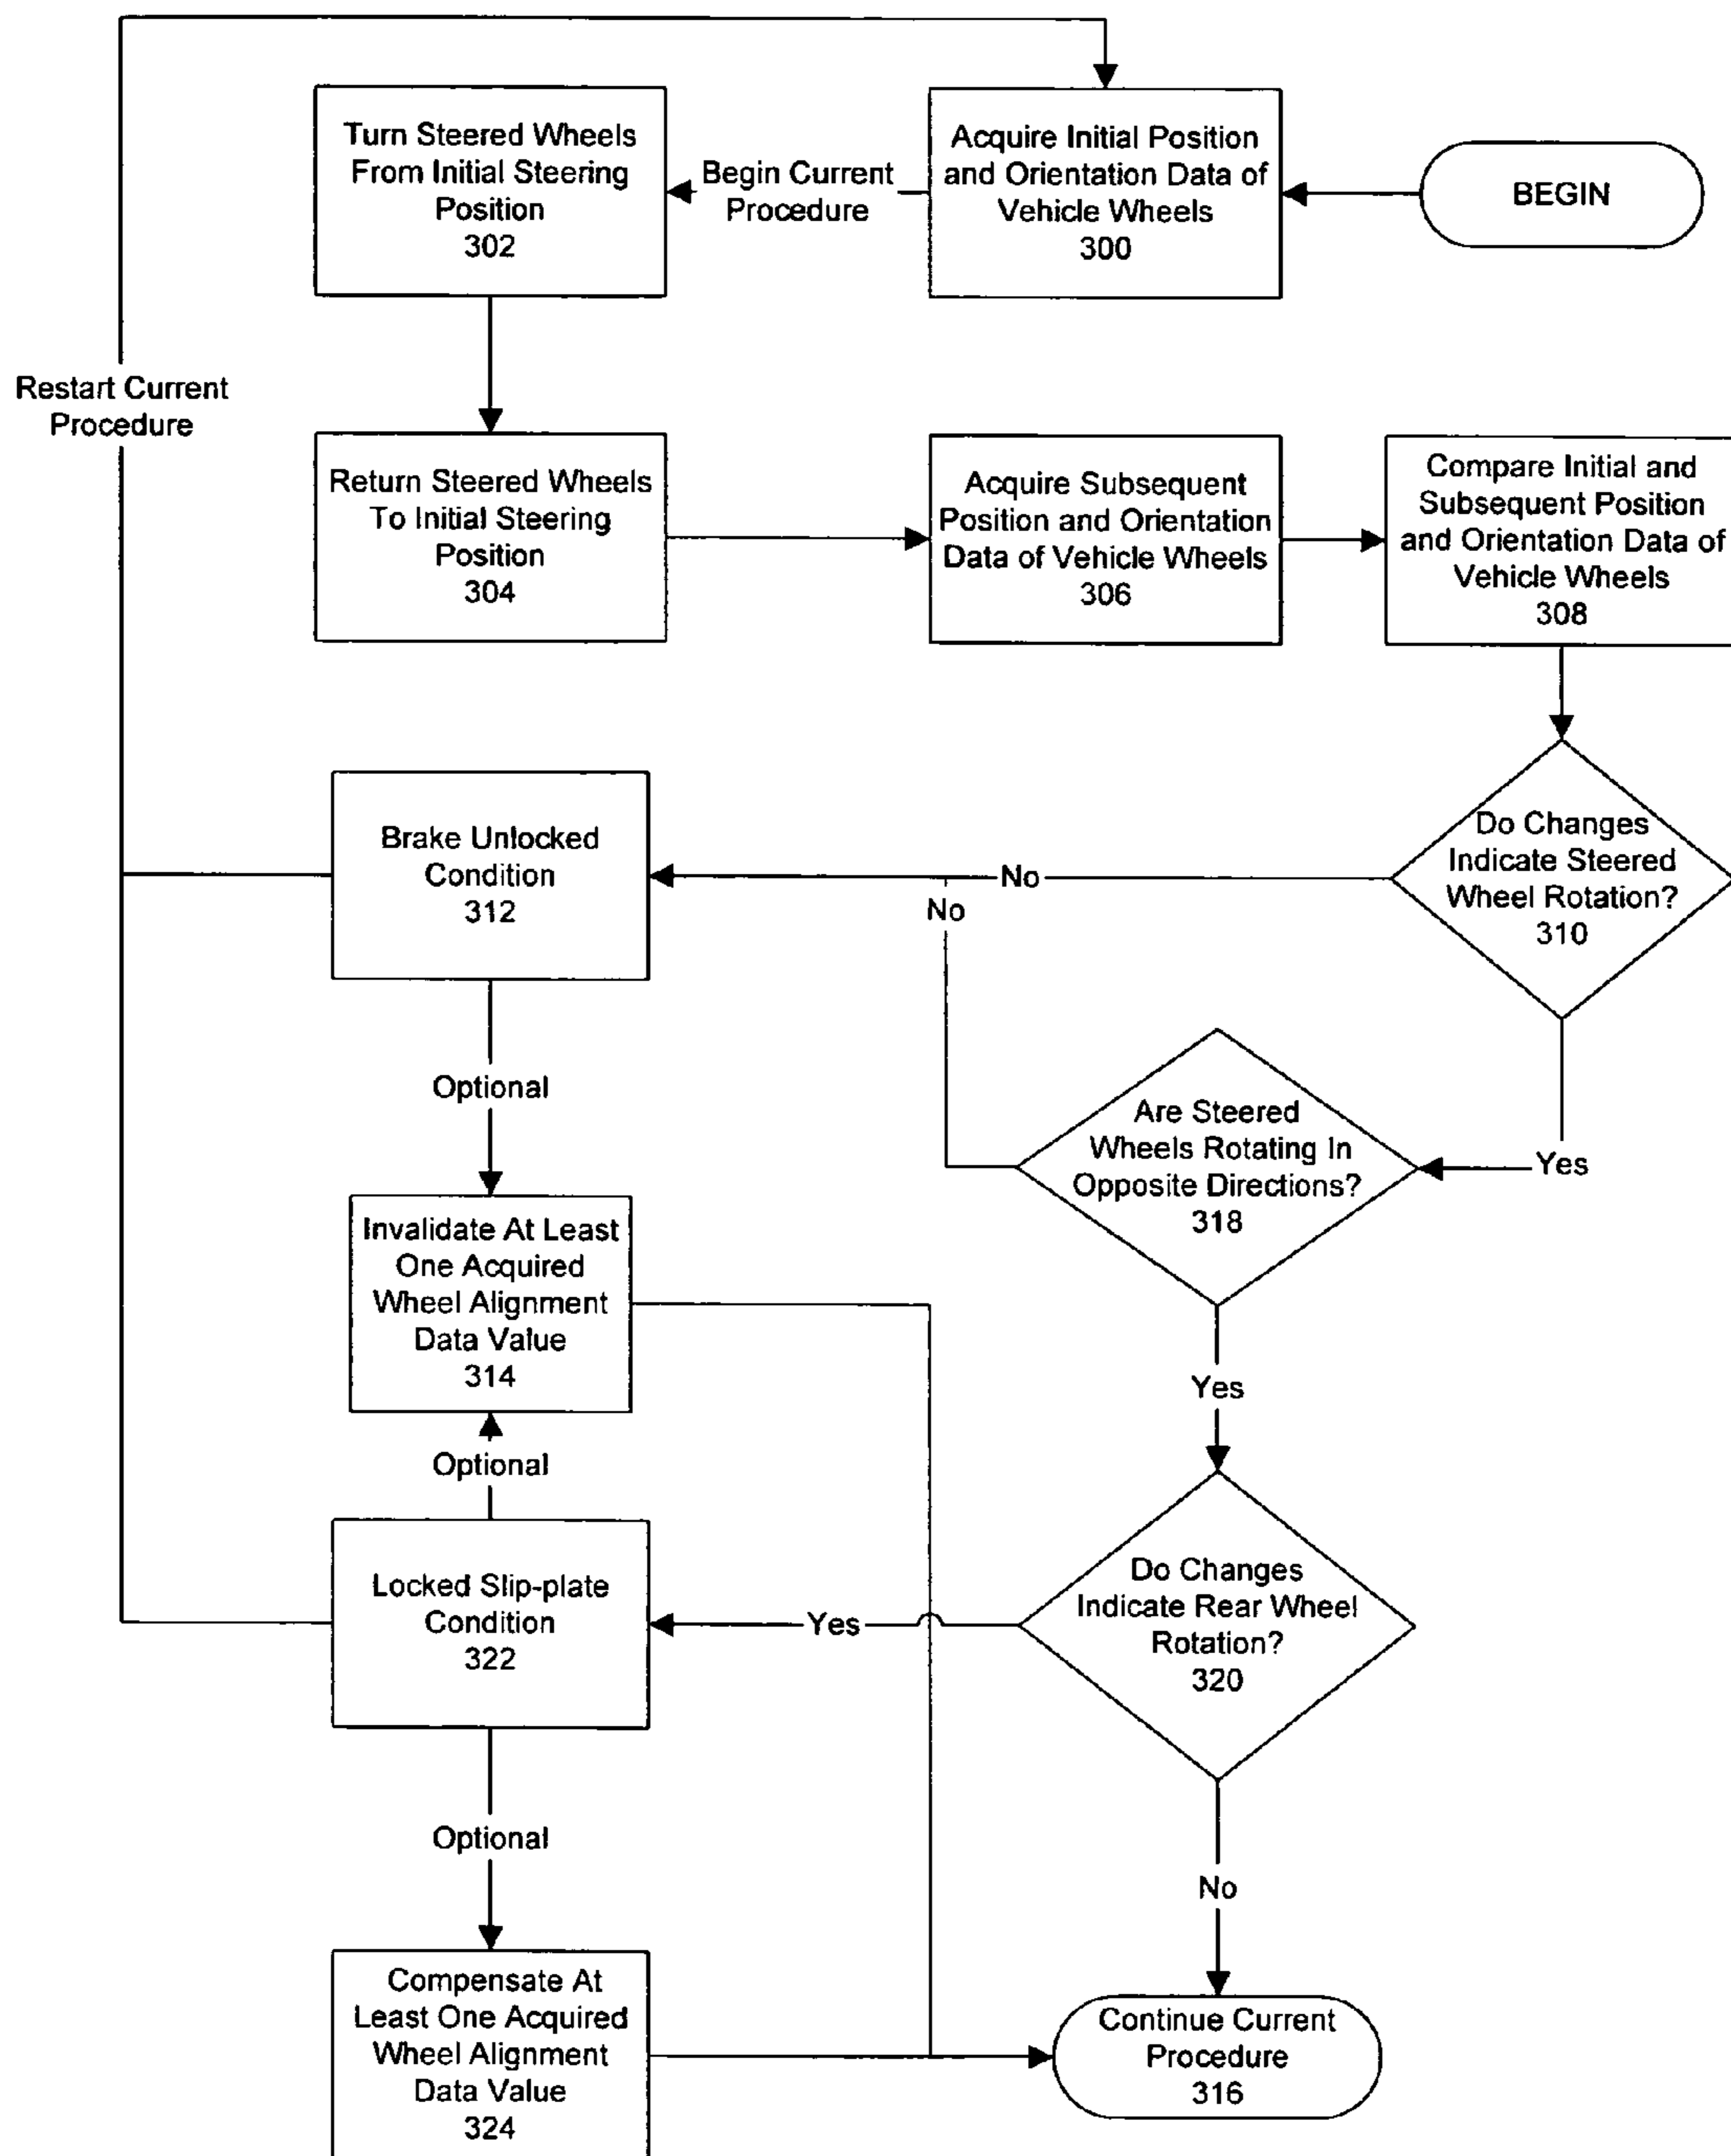 Turn Steered Wheels
From Initial Steering
Position
302
Begin Current
Procedure
Acquire Initial Position
and Orientation Data of
Vehicle Wheels
300
BEGIN
Restart Current
Procedure
Return Steered Wheels
To Initial Steering
Position
304
Acquire Subsequent
Position and Orientation
Data of Vehicle Wheels
306
Compare Initial and
Subsequent Position
and Orientation Data of
Vehicle Wheels
308
Do Changes
Indicate Steered
Wheel Rotation?
310
No
No
Yes
Brake Unlocked
Condition
312
Optional
Are Steered
Wheels Rotating In
Opposite Directions?
318
Yes
Invalidate At Least
One Acquired
Wheel Alignment
Data Value
314
Optional
Locked Slip-plate
Condition
322
Yes
Do Changes
Indicate Rear Wheel
Rotation?
320
Optional
No
Compensate At
Least One Acquired
Wheel Alignment
Data Value
324
Continue Current
Procedure
316